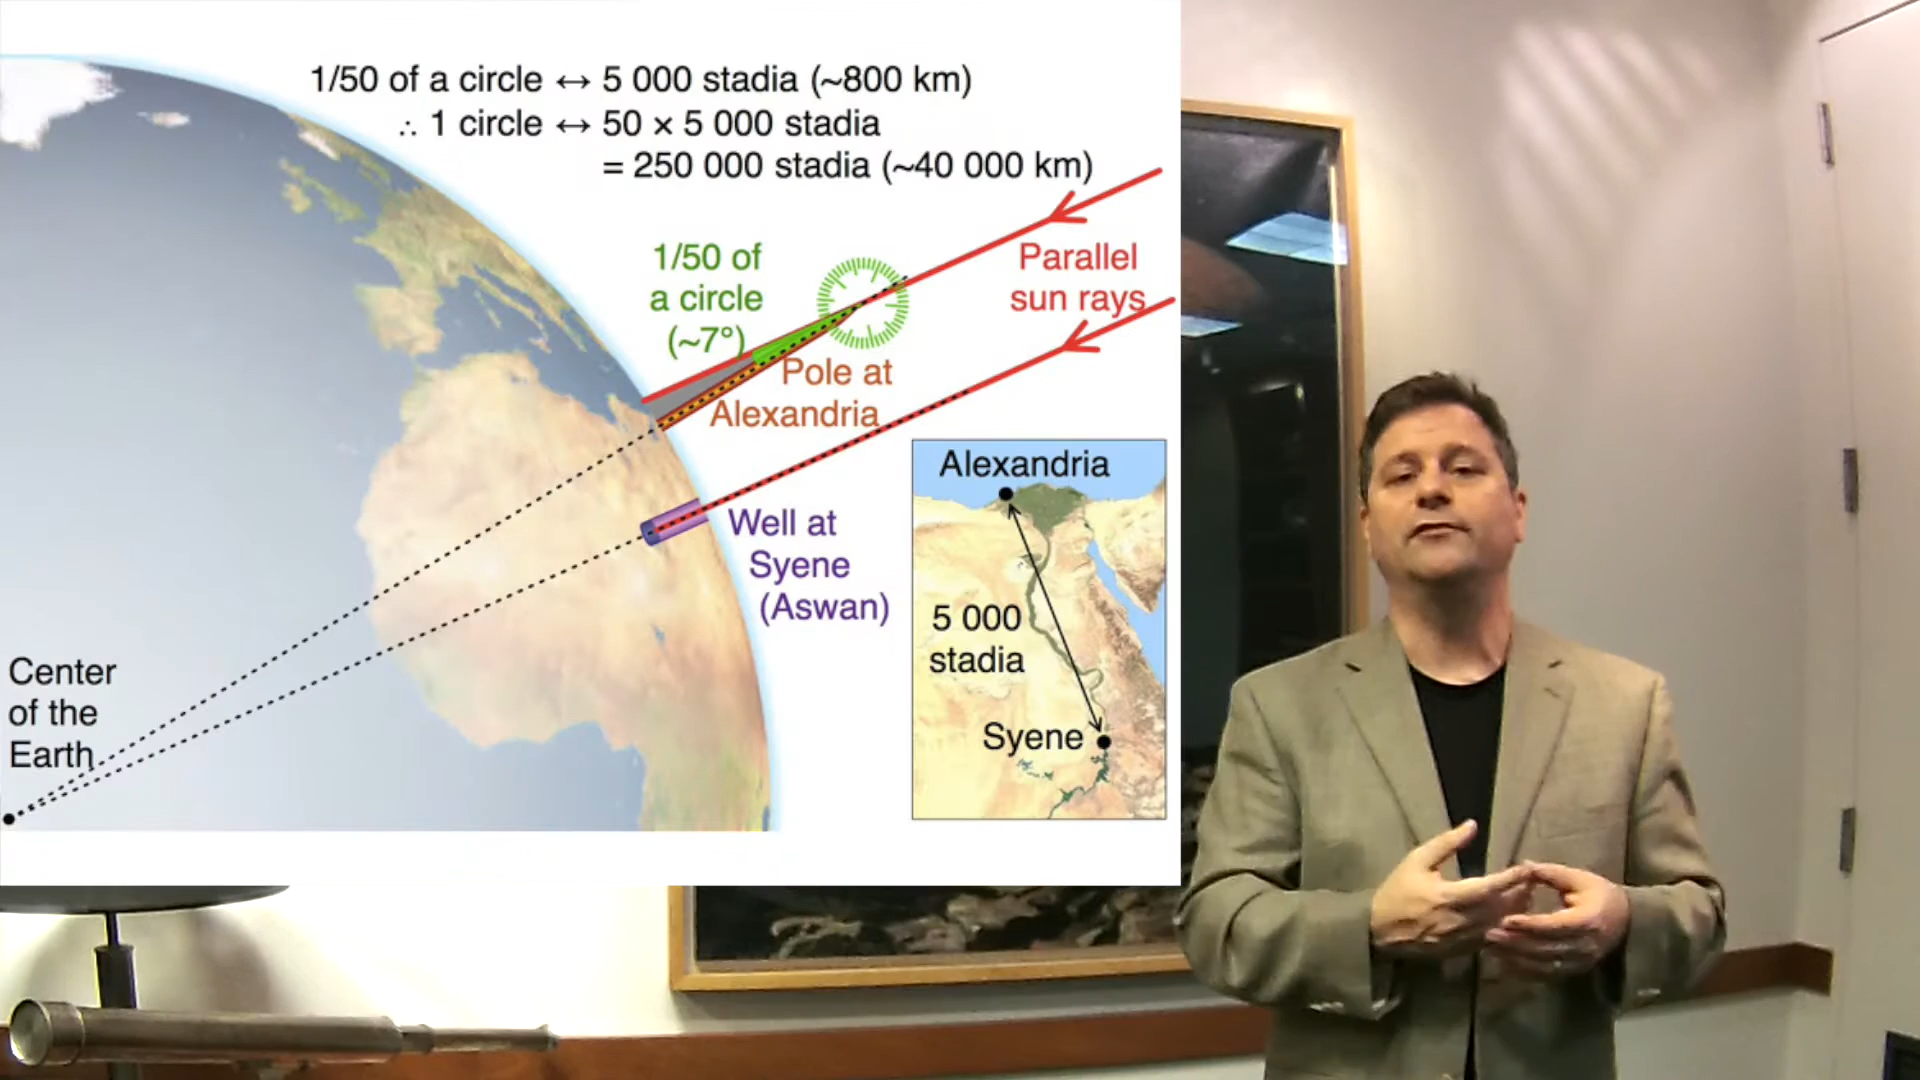 1/50 of a circle ↔ 5 000 stadia (~800 km)
∴ 1 circle ↔ 50 × 5 000 stadia
= 250 000 stadia (~40 000 km)
1/50 of
a circle
(~7°)
Parallel
sun rays
Pole at
Alexandria
Well at
Syene
(Aswan)
Center
of the
Earth
Alexandria
5 000
stadia
Syene